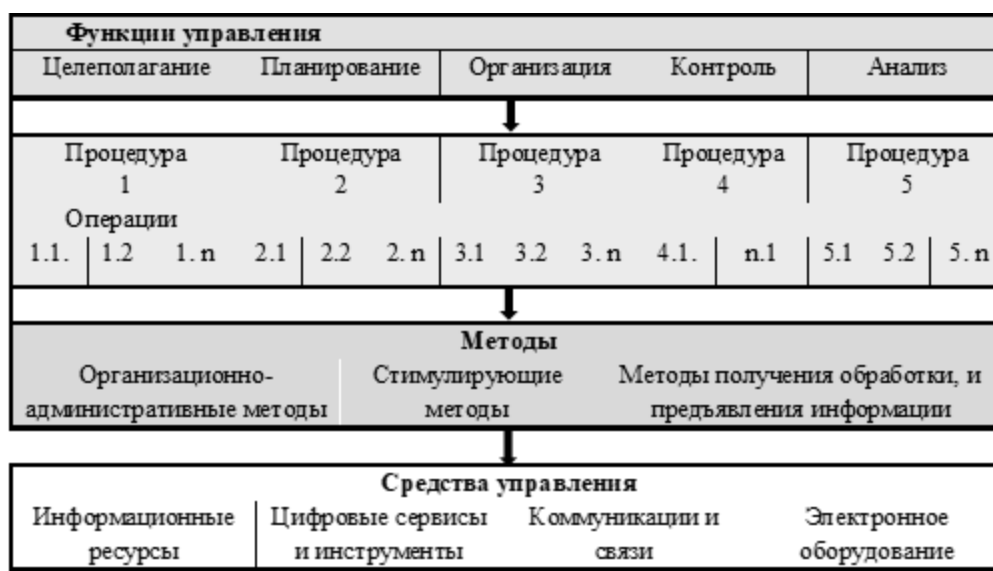 Функции управления
Целеполагание Планирование Организация Контроль Анализ
Процедура Процедура Процедура Процедура Процедура
1 2 3 4 5
Операции
1.1. 1.2 1. n 2.1 2.2 2. n 3.1 3.2 3. n 4.1. n.1 5.1 5.2 5. n
Методы
Организационно- Стимулирующие Методы получения обработки, и
административные методы методы предъявления информации
Средства управления
Информационные Цифровые сервисы Коммуникации и Электронное
ресурсы и инструменты связи оборудование